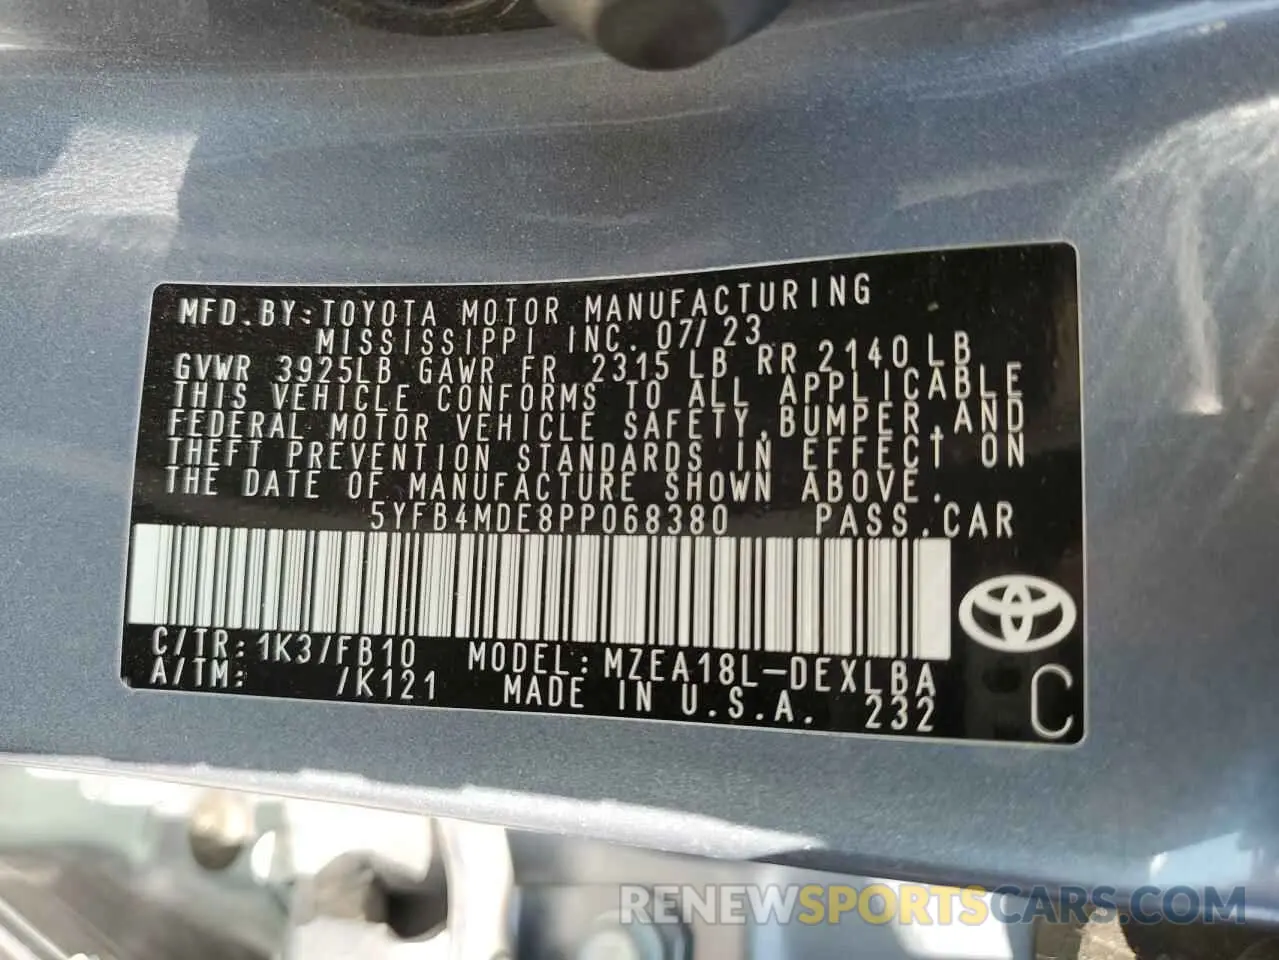 MFD.BY:TOYOTA MOTOR MANUFACTURING
MISSISSIPPI INC. 07/23
GVWR 3925LB GAWR FR 2315LB RR 2140LB
THIS VEHICLE CONFORMS TO ALL APPLICABLE
FEDERAL MOTOR VEHICLE SAFETY,BUMPER,AND
THEFT PREVENTION STANDARDS IN EFFECT ON
THE DATE OF MANUFACTURE SHOWN ABOVE.
5YFB4MDE8PP068380 PASS.CAR
C/TR:1K3/FB10 MODEL:MZEA18L-DEXLBA
A/TM: /K121 MADE IN U.S.A. 232
C
RENEWSPORTSCARS.COM